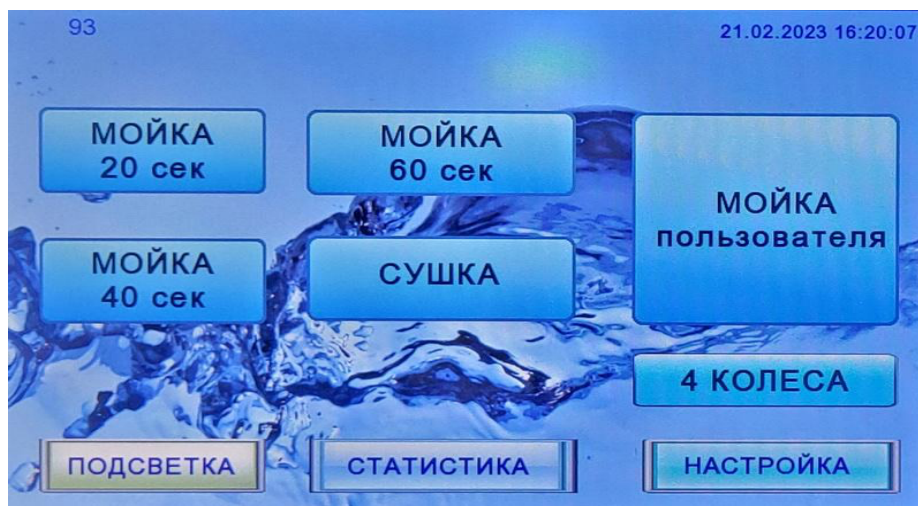 93
21.02.2023 16:20:07
МОЙКА
20 сек
МОЙКА
60 сек
МОЙКА
пользователя
МОЙКА
40 сек
СУШКА
4 КОЛЕСА
ПОДСВЕТКА
СТАТИСТИКА
НАСТРОЙКА